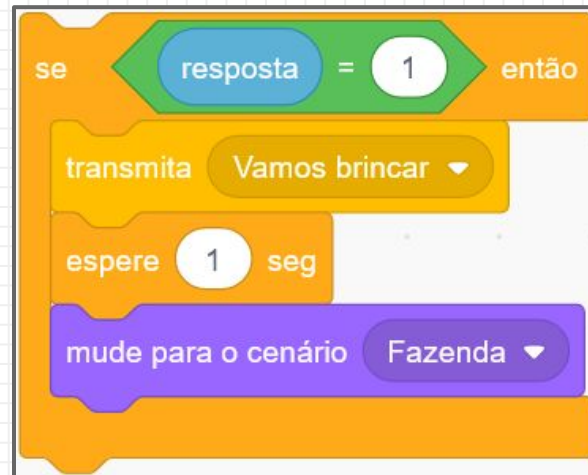 se resposta = 1 então
transmita Vamos brincar
espere 1 seg
mude para o cenário Fazenda